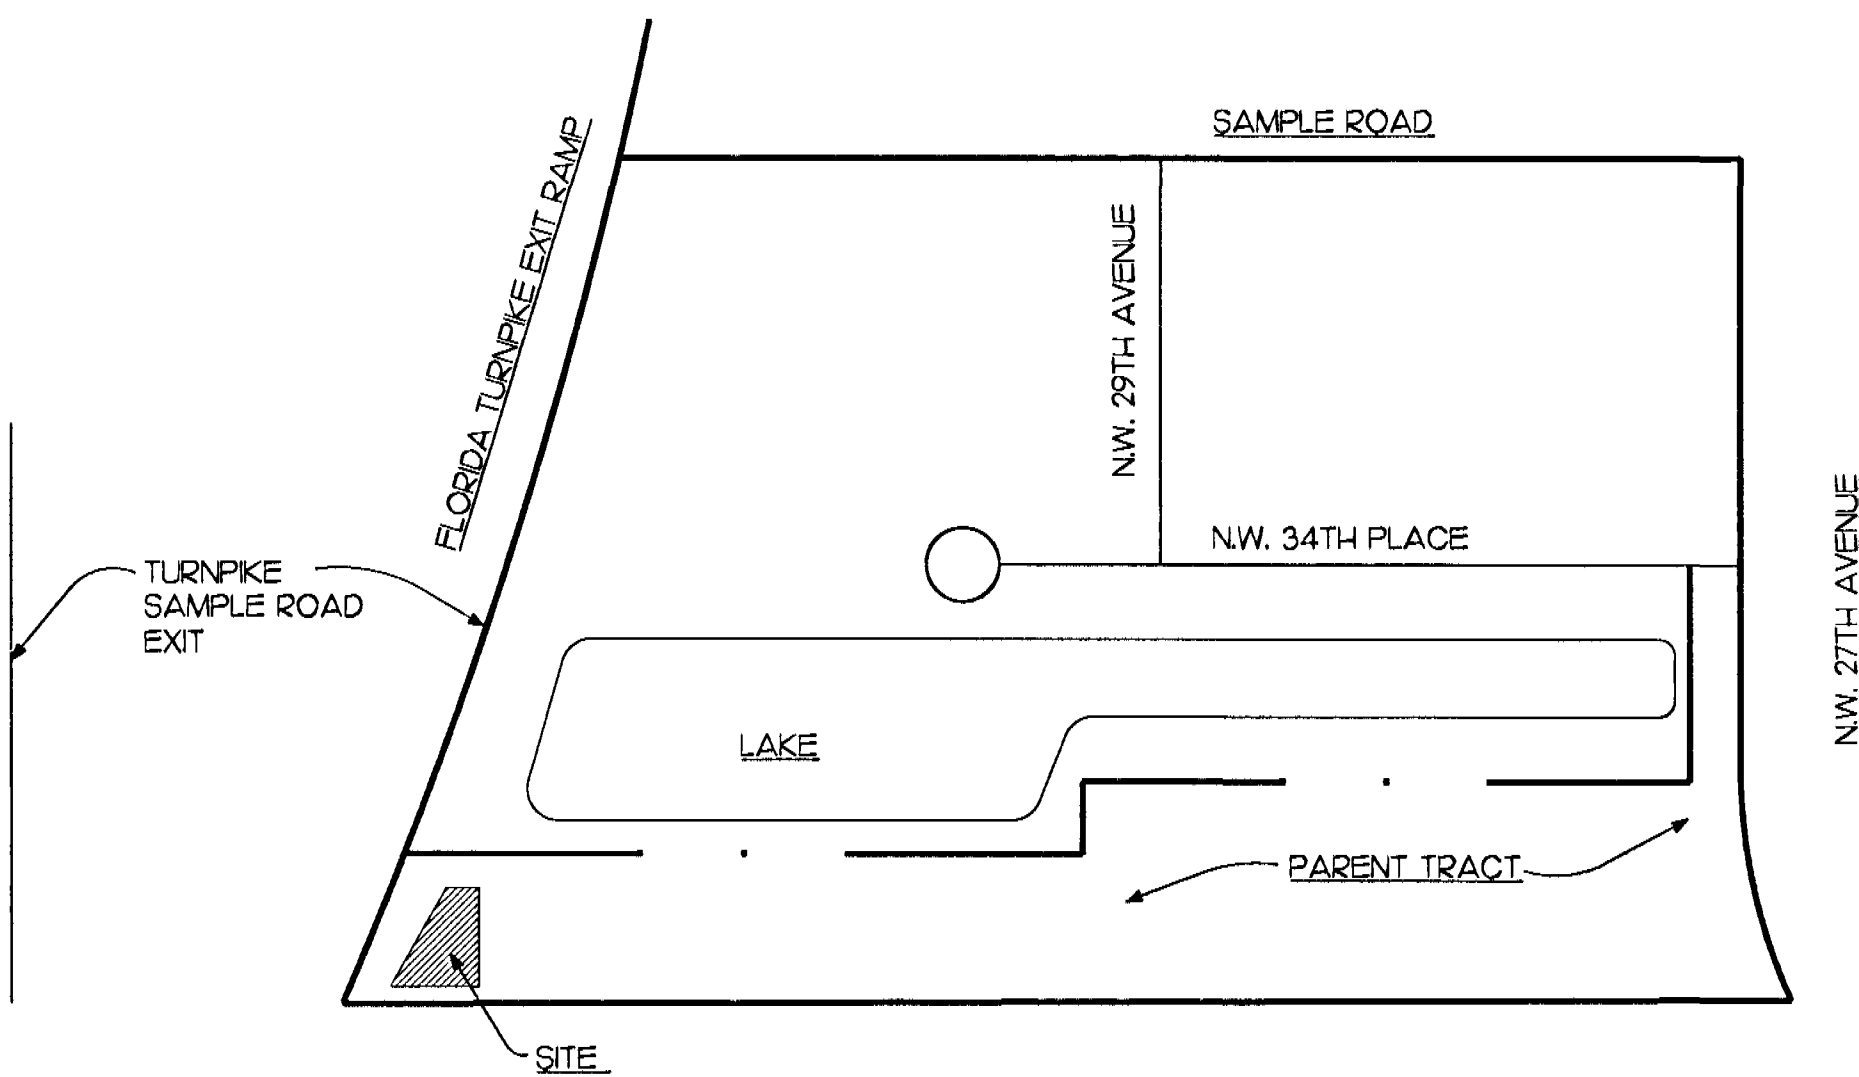 SAMPLE ROAD
FLORIDA TURNPIKE EXIT RAMP
N.W. 29TH AVENUE
N.W. 34TH PLACE
N.W. 27TH AVENUE
TURNPIKE
SAMPLE ROAD
EXIT
LAKE
PARENT TRACT
SITE